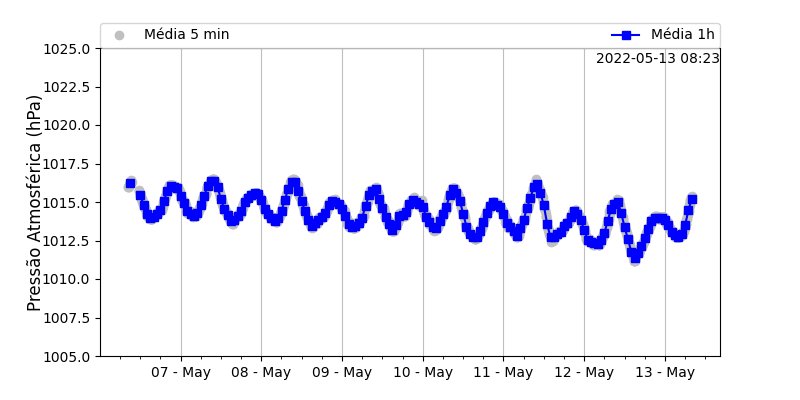 Média 5 min
Média 1h
2022-05-13 08:23
Pressão Atmosférica (hPa)
1025.0
1022.5
1020.0
1017.5
1015.0
1012.5
1010.0
1007.5
1005.0
07 - May
08 - May
09 - May
10 - May
11 - May
12 - May
13 - May